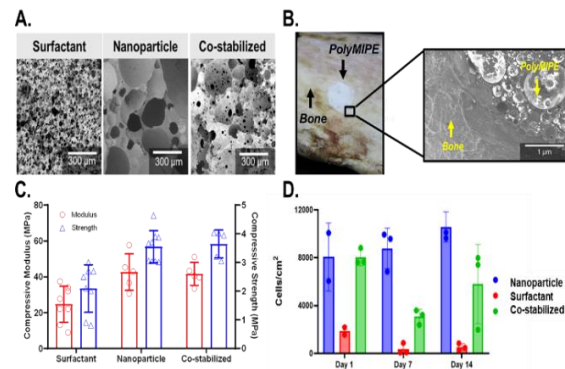 A.
Surfactant Nanoparticle Co-stabilized
300 µm 300 µm 300 µm
B.
PolyMIPE
Bone
PolyMIPE
Bone
1 µm
C.
Modulus
Strength
Compressive Modulus (MPa)
80
60
40
20
0
Compressive Strength (MPa)
5
4
3
2
1
0
Surfactant Nanoparticle Co-stabilized
D.
Cells/cm²
12000
8000
4000
0
Day 1 Day 7 Day 14
Nanoparticle
Surfactant
Co-stabilized